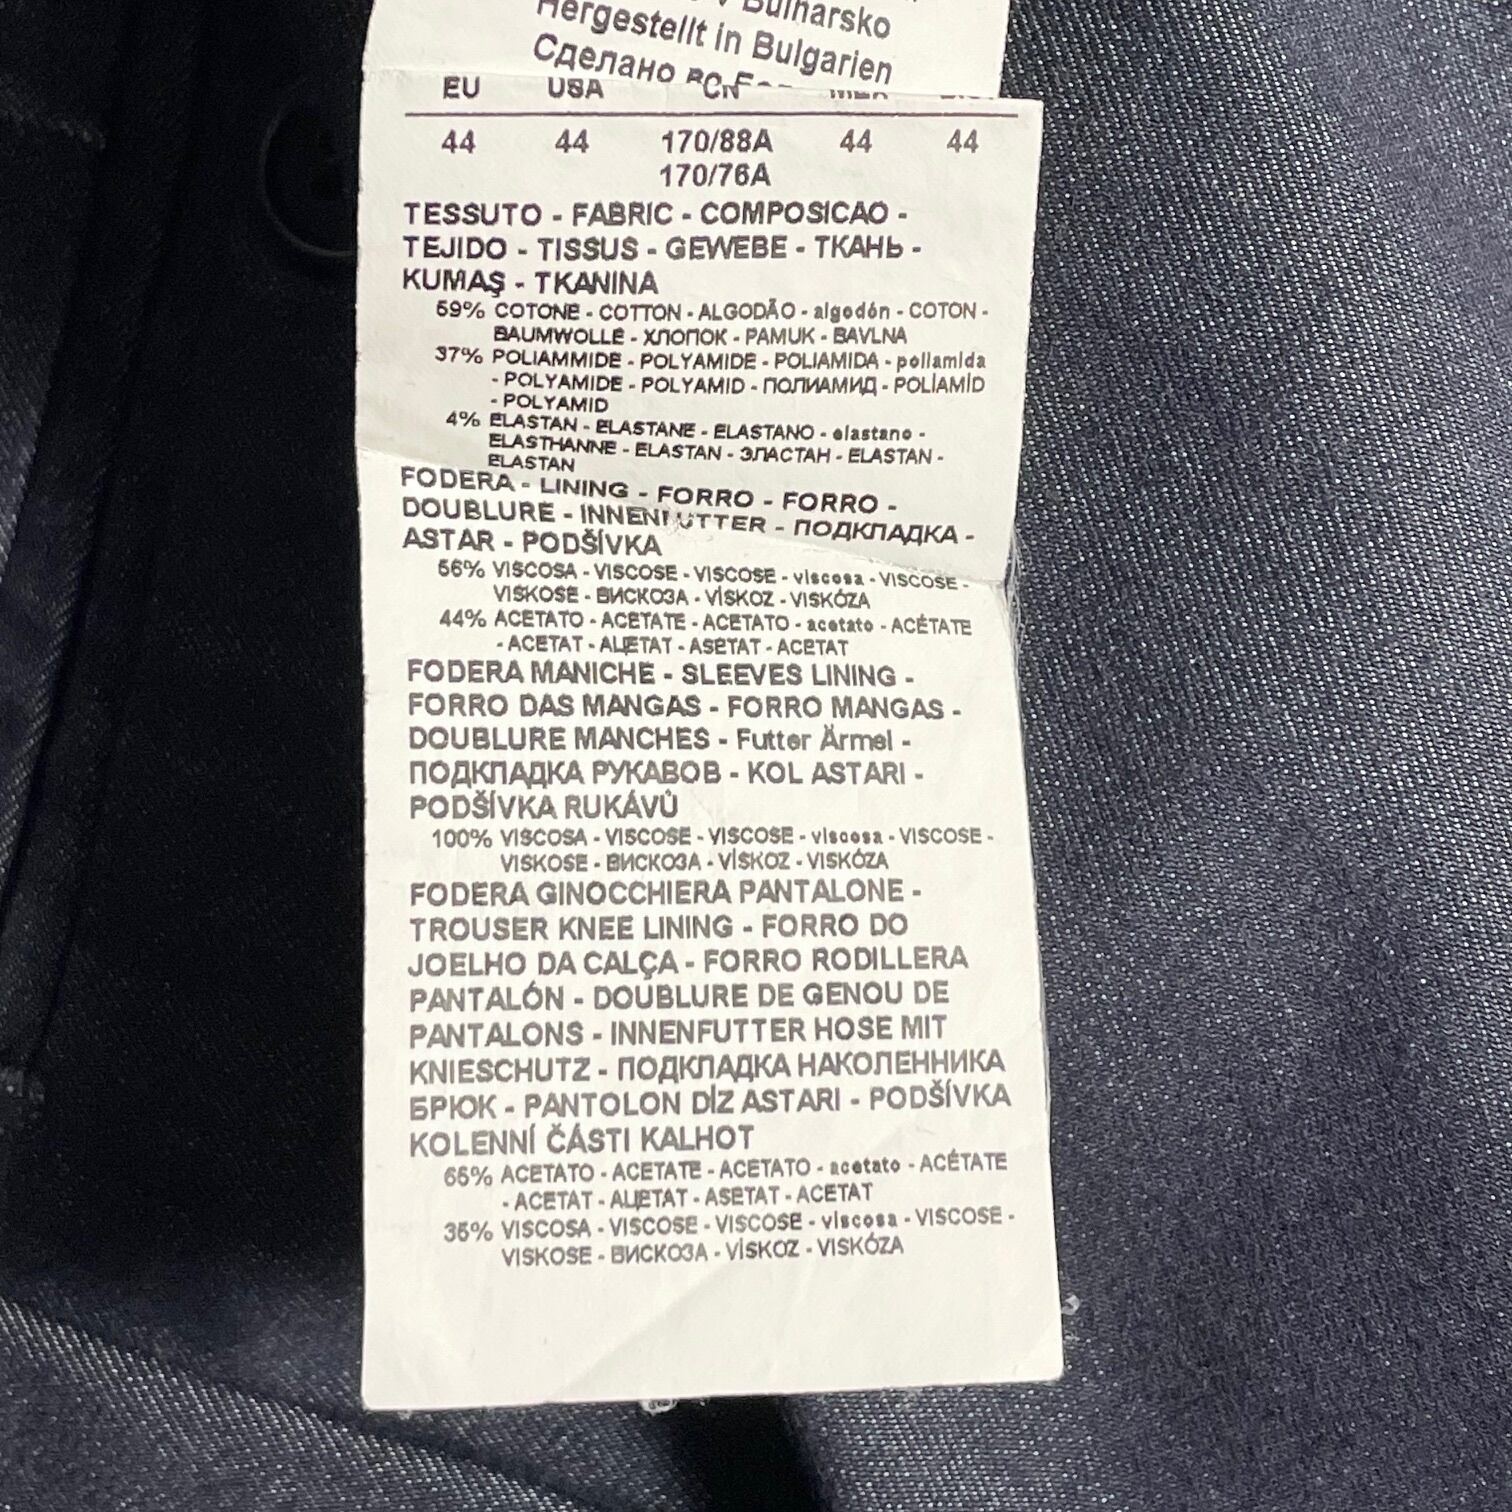 Bulharsko
Hergestellt in Bulgarien
Сделано
EU USA CN
44 44 170/88A 44 44
170/76A
TESSUTO - FABRIC - COMPOSICAO -
TEJIDO - TISSUS - GEWEBE - ТКАНЬ -
KUMAŞ - TKANINA
59% COTONE - COTTON - ALGODÃO - algodón - COTON -
BAUMWOLLE - ХЛОПОК - PAMUK - BAVLNA
37% POLIAMMIDE - POLYAMIDE - POLIAMIDA - poliamida
- POLYAMIDE - POLYAMID - ПОЛИАМИД - POLİAMİD
- POLYAMID
4% ELASTAN - ELASTANE - ELASTANO - elastano -
ELASTHANNE - ELASTAN - ЭЛАСТАН - ELASTAN -
ELASTAN
FODERA - LINING - FORRO - FORRO -
DOUBLURE - INNENFUTTER - ПОДКЛАДКА -
ASTAR - PODŠÍVKA
56% VISCOSA - VISCOSE - VISCOSE - viscosa - VISCOSE -
VISKOSE - ВИСКОЗА - VİSKOZ - VISKÓZA
44% ACETATO - ACETATE - ACETATO - acetato - ACÉTATE
- ACETAT - АЦЕТАТ - ASETAT - ACETAT
FODERA MANICHE - SLEEVES LINING -
FORRO DAS MANGAS - FORRO MANGAS -
DOUBLURE MANCHES - Futter Ärmel -
ПОДКЛАДКА РУКАВОВ - KOL ASTARI -
PODŠÍVKA RUKÁVŮ
100% VISCOSA - VISCOSE - VISCOSE - viscosa - VISCOSE -
VISKOSE - ВИСКОЗА - VİSKOZ - VISKÓZA
FODERA GINOCCHIERA PANTALONE -
TROUSER KNEE LINING - FORRO DO
JOELHO DA CALÇA - FORRO RODILLERA
PANTALÓN - DOUBLURE DE GENOU DE
PANTALONS - INNENFUTTER HOSE MIT
KNIESCHUTZ - ПОДКЛАДКА НАКОЛЕННИКА
БРЮК - PANTOLON DİZ ASTARI - PODŠÍVKA
KOLENNÍ ČÁSTI KALHOT
65% ACETATO - ACETATE - ACETATO - acetato - ACÉTATE
- ACETAT - АЦЕТАТ - ASETAT - ACETAT
35% VISCOSA - VISCOSE - VISCOSE - viscosa - VISCOSE -
VISKOSE - ВИСКОЗА - VİSKOZ - VISKÓZA